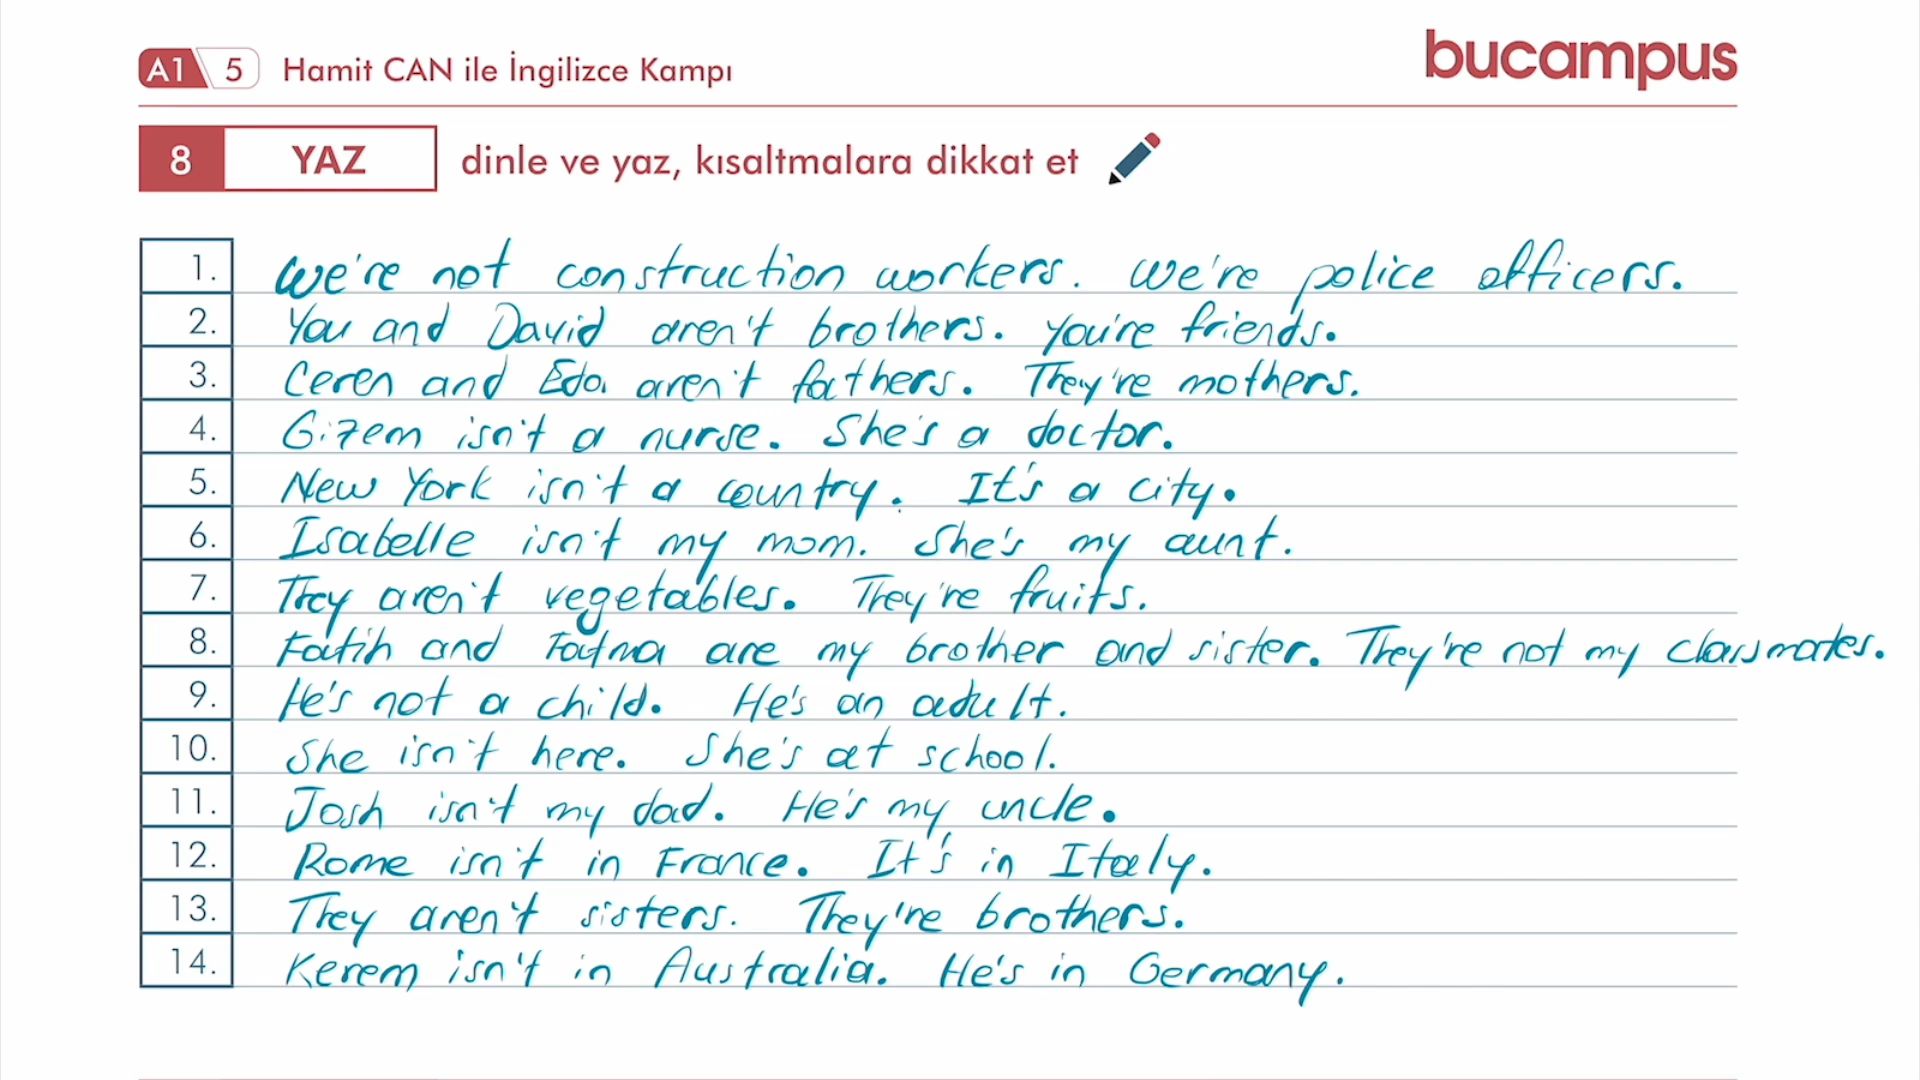 A1 5 Hamit CAN ile İngilizce Kampı
bucampus
8 YAZ dinle ve yaz, kısaltmalara dikkat et
1. We're not construction workers. We're police officers.
2. You and David aren't brothers. You're friends.
3. Ceren and Eda aren't fathers. They're mothers.
4. Gizem isn't a nurse. She's a doctor.
5. New York isn't a country. It's a city.
6. Isabelle isn't my mom. She's my aunt.
7. They aren't vegetables. They're fruits.
8. Fatih and Fatma are my brother and sister. They're not my classmates.
9. He's not a child. He's an adult.
10. She isn't here. She's at school.
11. Josh isn't my dad. He's my uncle.
12. Rome isn't in France. It's in Italy.
13. They aren't sisters. They're brothers.
14. Kerem isn't in Australia. He's in Germany.